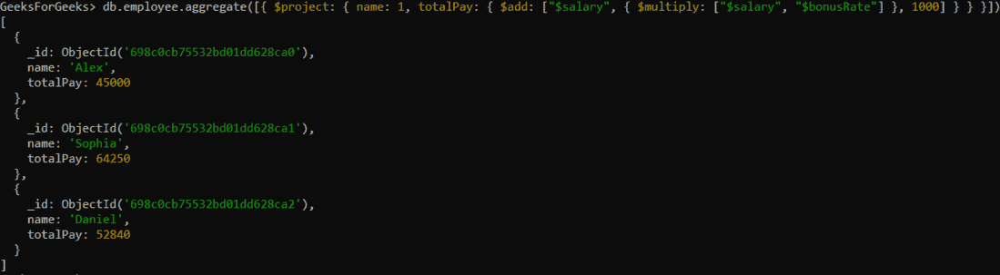 GeeksForGeeks> db.employee.aggregate([{ $project: { name: 1, totalPay: { $add: ["$salary", { $multiply: ["$salary", "$bonusRate"] }, 1000] } } }])
[
  {
    _id: ObjectId('698c0cb75532bd01dd628ca0'),
    name: 'Alex',
    totalPay: 45000
  },
  {
    _id: ObjectId('698c0cb75532bd01dd628ca1'),
    name: 'Sophia',
    totalPay: 64250
  },
  {
    _id: ObjectId('698c0cb75532bd01dd628ca2'),
    name: 'Daniel',
    totalPay: 52840
  }
]